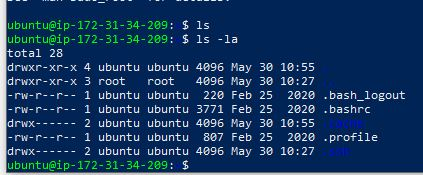 ubuntu@ip-172-31-34-209:~$ ls
ubuntu@ip-172-31-34-209:~$ ls -la
total 28
drwxr-xr-x 4 ubuntu ubuntu 4096 May 30 10:55 .
drwxr-xr-x 3 root   root   4096 May 30 10:27 ..
-rw-r--r-- 1 ubuntu ubuntu  220 Feb 25  2020 .bash_logout
-rw-r--r-- 1 ubuntu ubuntu 3771 Feb 25  2020 .bashrc
drwx------ 2 ubuntu ubuntu 4096 May 30 10:55 .cache
-rw-r--r-- 1 ubuntu ubuntu  807 Feb 25  2020 .profile
drwx------ 2 ubuntu ubuntu 4096 May 30 10:27 .ssh
ubuntu@ip-172-31-34-209:~$